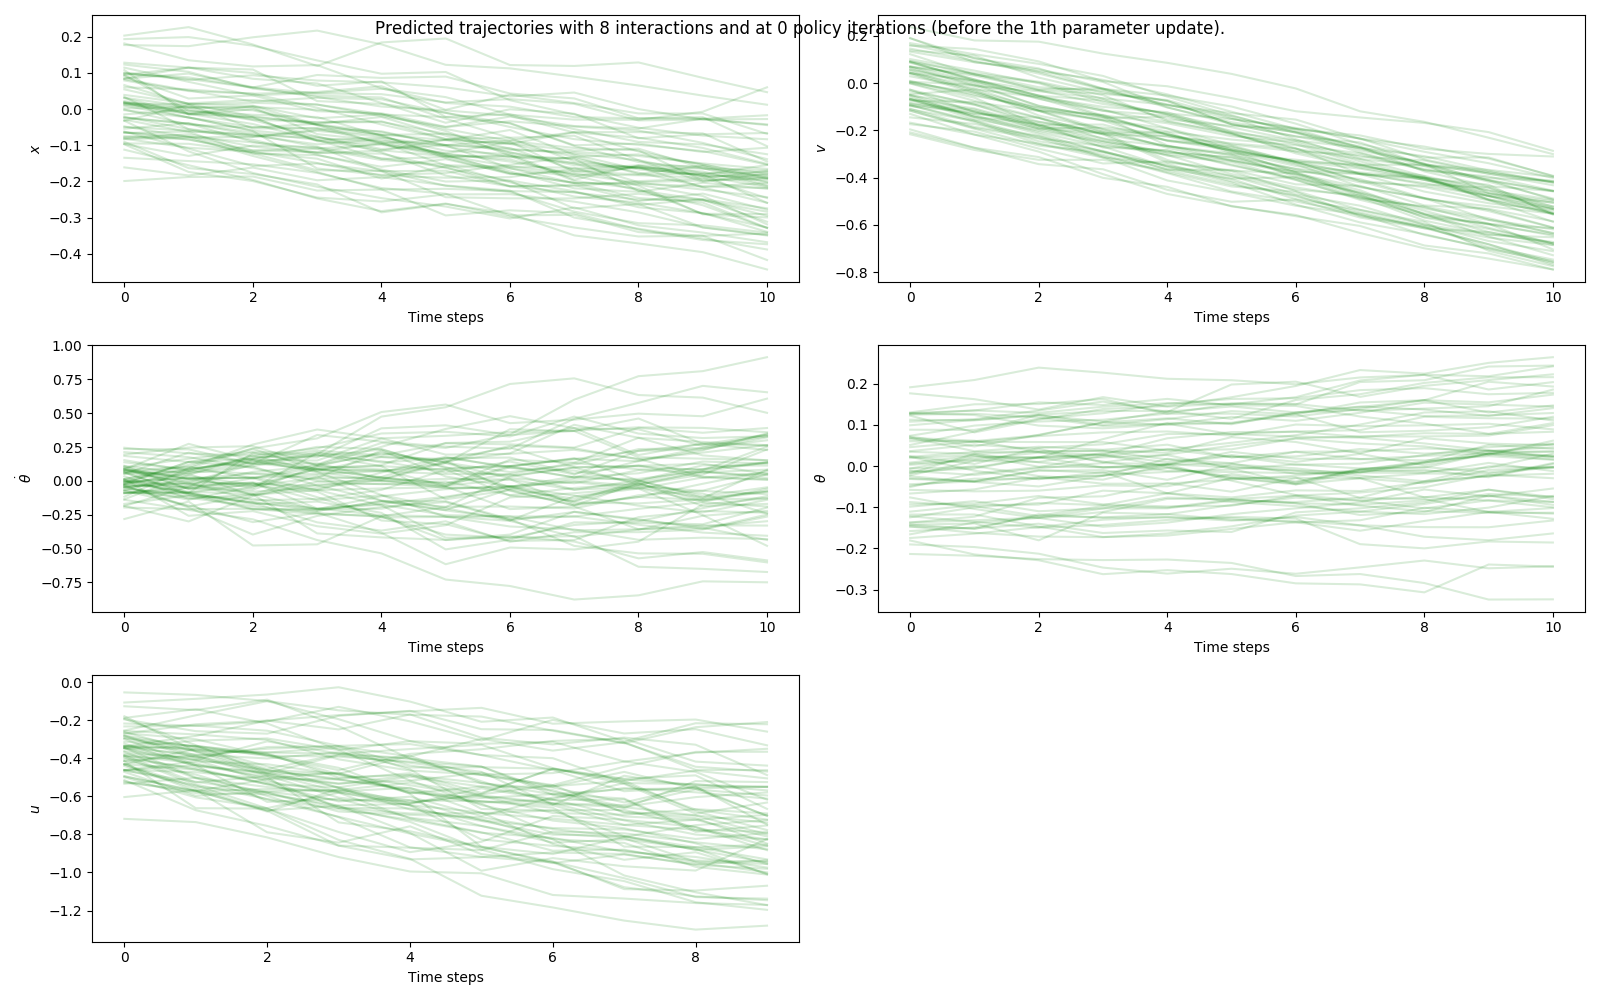 Predicted trajectories with 8 interactions and at 0 policy iterations (before the 1th parameter update).
0.2
0.1
0.0
−0.1
−0.2
−0.3
−0.4
x
0 2 4 6 8 10
Time steps
0.2
0.0
−0.2
−0.4
−0.6
−0.8
v
0 2 4 6 8 10
Time steps
1.00
0.75
0.50
0.25
0.00
−0.25
−0.50
−0.75
θ̇
0 2 4 6 8 10
Time steps
0.2
0.1
0.0
−0.1
−0.2
−0.3
θ
0 2 4 6 8 10
Time steps
0.0
−0.2
−0.4
−0.6
−0.8
−1.0
−1.2
u
0 2 4 6 8
Time steps